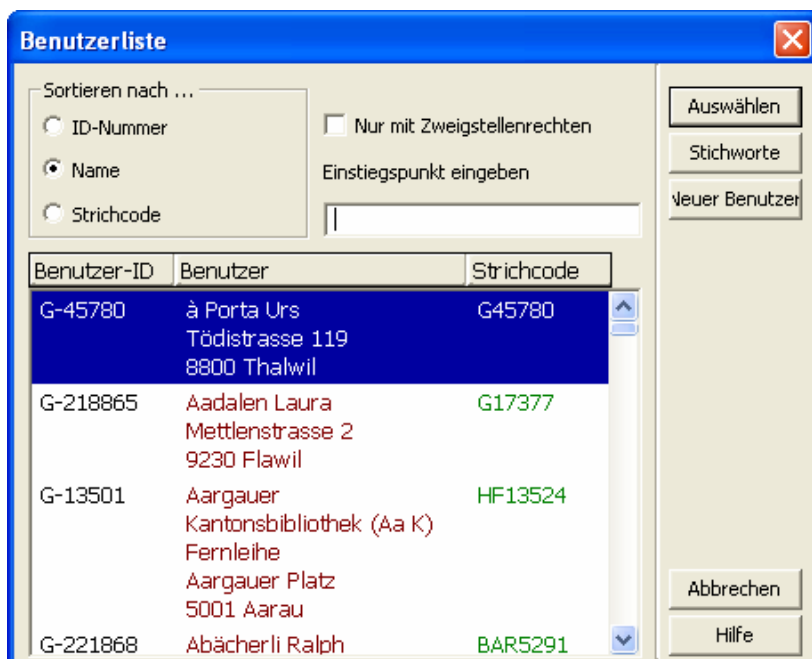 Benutzerliste
Sortieren nach ...
ID-Nummer
Name
Strichcode
Nur mit Zweigstellenrechten
Einstiegspunkt eingeben
Auswählen
Stichworte
Neuer Benutzer
Benutzer-ID Benutzer Strichcode
G-45780 à Porta Urs G45780
Tödistrasse 119
8800 Thalwil
G-218865 Aadalen Laura G17377
Mettlenstrasse 2
9230 Flawil
G-13501 Aargauer HF13524
Kantonsbibliothek (Aa K)
Fernleihe
Aargauer Platz
5001 Aarau
G-221868 Abächerli Ralph BAR5291
Abbrechen
Hilfe